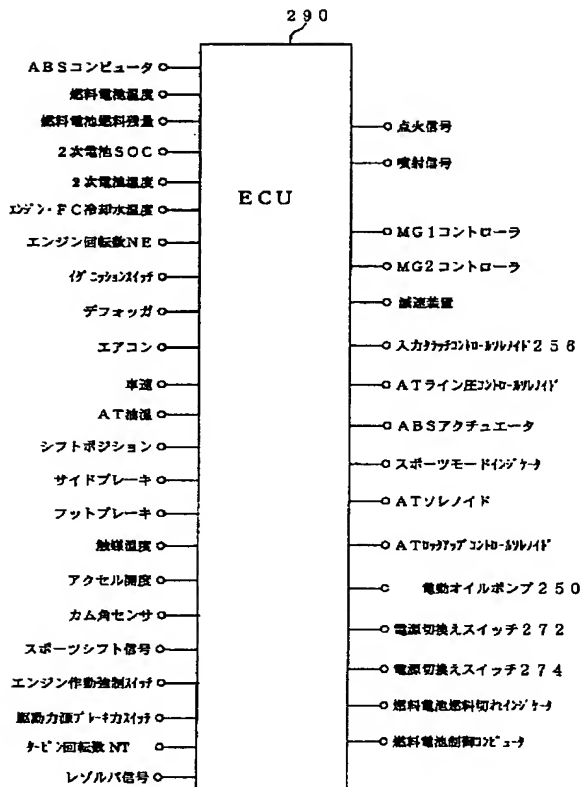 290
ECU
ABSコンピュータ
燃料電池温度
燃料電池燃料残量
2次電池SOC
2次電池温度
エンジン・FC冷却水温度
エンジン回転数NE
イグニッションスイッチ
デフォッガ
エアコン
車速
AT油温
シフトポジション
サイドブレーキ
フットブレーキ
触媒温度
アクセル開度
カム角センサ
スポーツシフト信号
エンジン作動強制スイッチ
駆動力源ブレーキ力スイッチ
タービン回転数NT
レゾルバ信号
点火信号
噴射信号
MG1コントローラ
MG2コントローラ
減速装置
入力クラッチコントロールソレノイド256
ATライン圧コントロールソレノイド
ABSアクチュエータ
スポーツモードインジケータ
ATソレノイド
ATロックアップコントロールソレノイド
電動オイルポンプ250
電源切換えスイッチ272
電源切換えスイッチ274
燃料電池燃料切れインジケータ
燃料電池制御コンピュータ